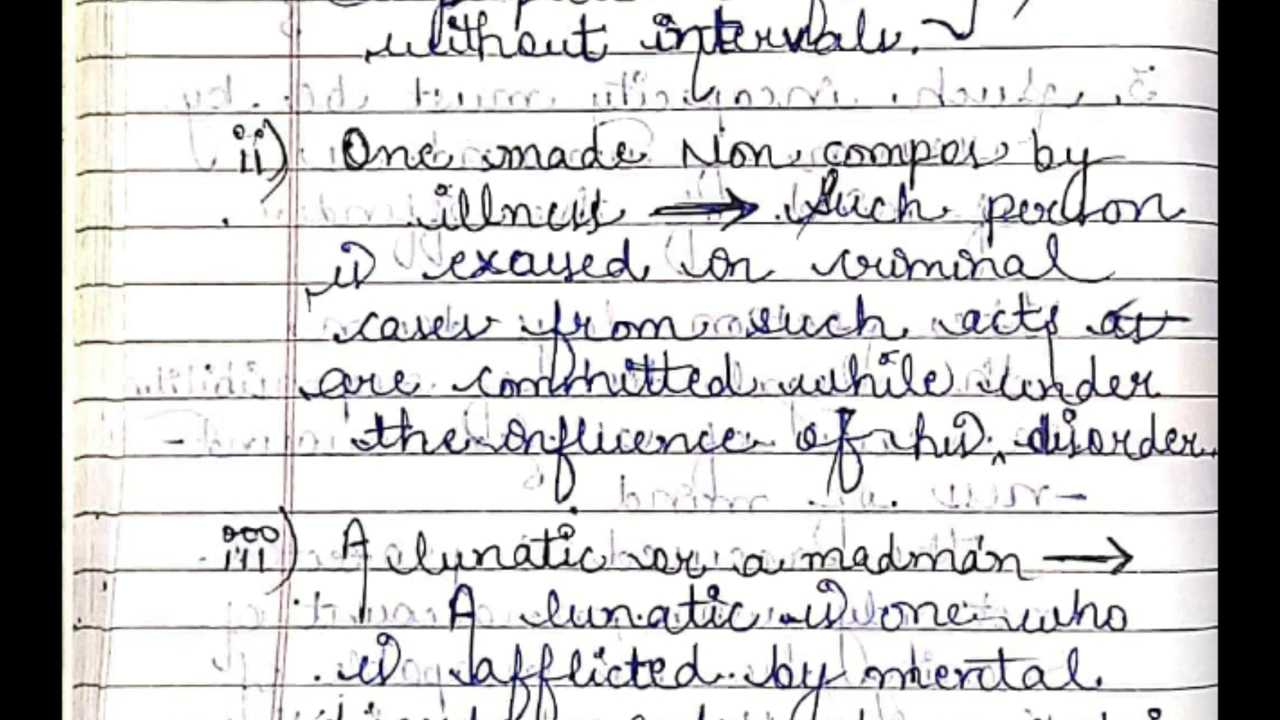 without intervals.
ii) One made Non compos by
illness → Such person
is excused in criminal
cases from such acts as
are committed while under
the influence of his disorder.
iii) A lunatic or a madman →
A lunatic is one who
is afflicted by mental